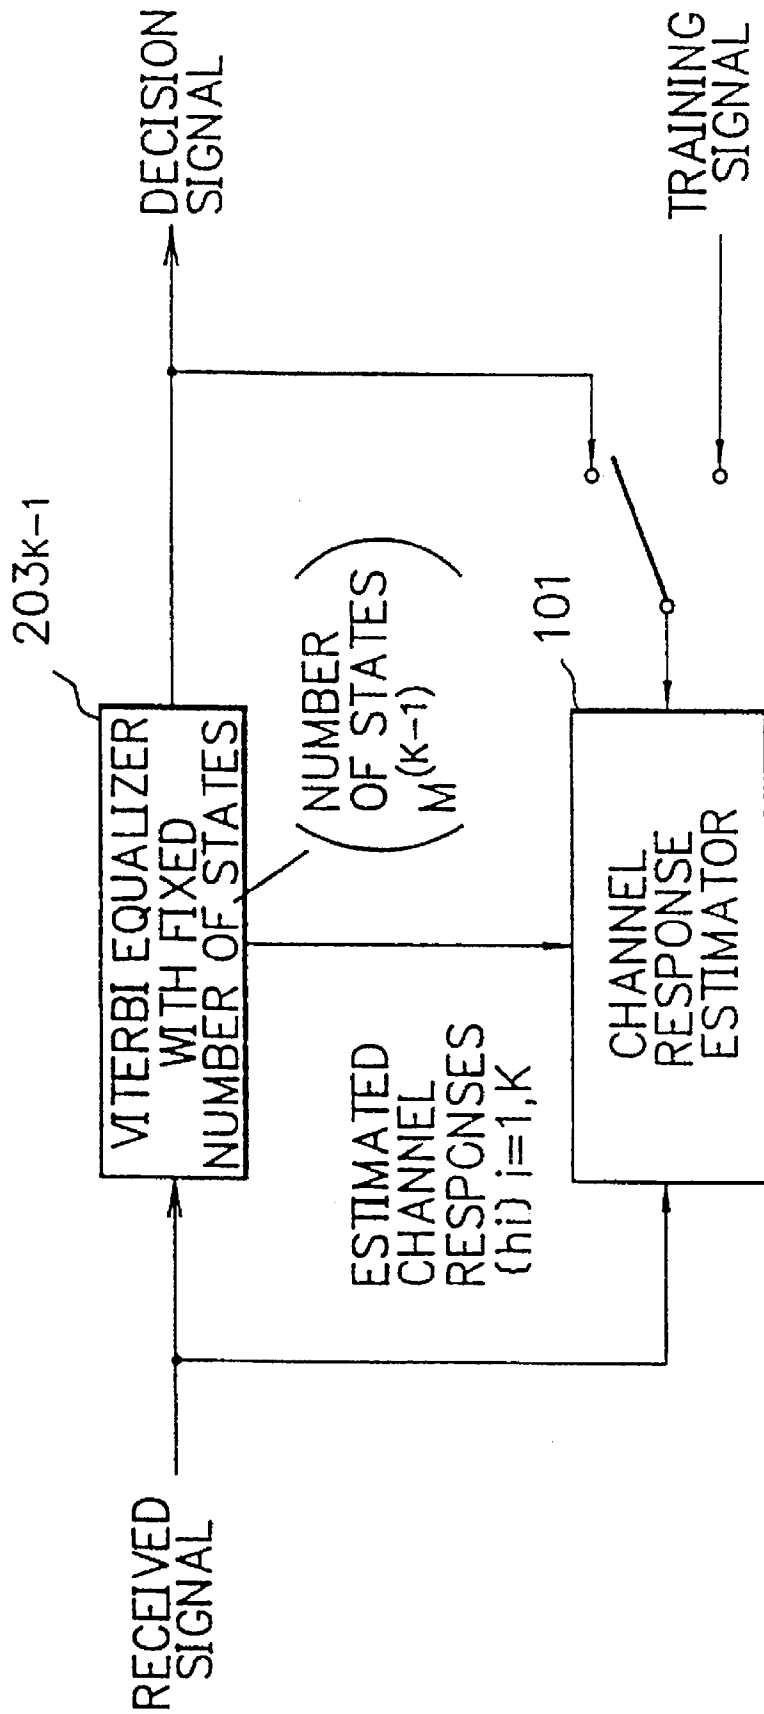 RECEIVED
SIGNAL
203K-1
VITERBI EQUALIZER
WITH FIXED
NUMBER OF STATES
DECISION
SIGNAL
NUMBER
OF STATES
M(K-1)
ESTIMATED
CHANNEL
RESPONSES
{hi) i=1,K
101
CHANNEL
RESPONSE
ESTIMATOR
TRAINING
SIGNAL